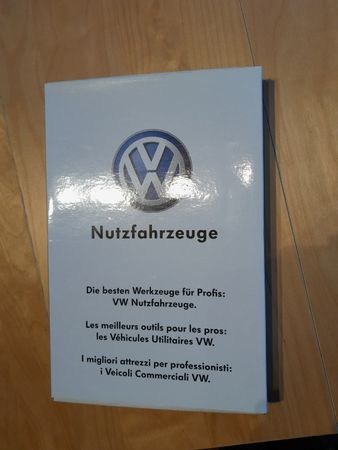 Nutzfahrzeuge
Die besten Werkzeuge für Profis:
VW Nutzfahrzeuge.
Les meilleurs outils pour les pros:
les Véhicules Utilitaires VW.
I migliori attrezzi per professionisti:
i Veicoli Commerciali VW.